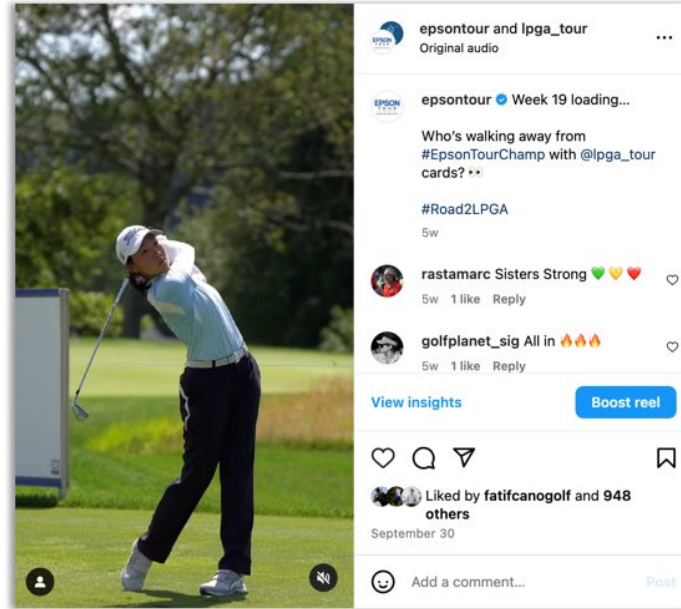 epsontour and lpga_tour
Original audio
EPSON
TOUR
epsontour Week 19 loading...
Who's walking away from
#EpsonTourChamp with @lpga_tour
cards? 👀
#Road2LPGA
5w
rastamarc Sisters Strong 💚💛❤️
5w 1 like Reply
golfplanet_sig All in 🔥🔥🔥
5w 1 like Reply
View insights
Boost reel
Liked by fatifcanogolf and 948
others
September 30
Add a comment...
Post